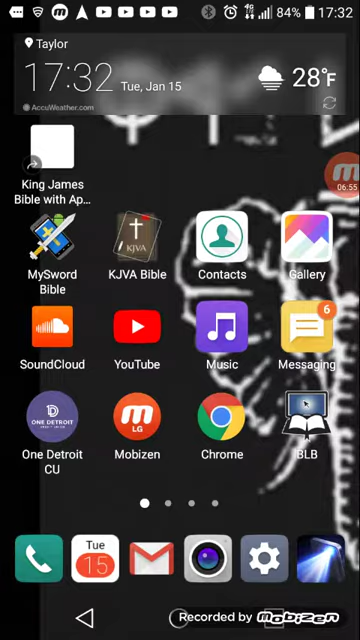 84% 17:32
Taylor
17:32 Tue, Jan 15
28°F
AccuWeather.com
06:55
King James
Bible with Ap...
MySword
Bible
KJVA Bible
Contacts
Gallery
6
SoundCloud
YouTube
Music
Messaging
ONE DETROIT
LG
One Detroit
CU
Mobizen
Chrome
BLB
Tue
15
Recorded by mobizen